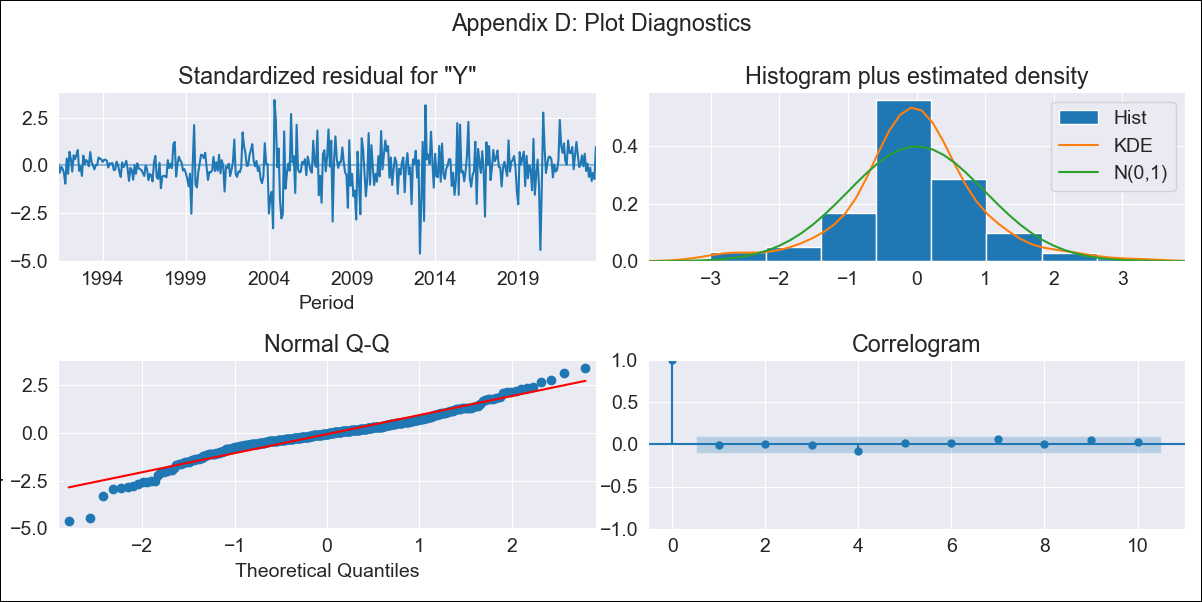 Appendix D: Plot Diagnostics
Standardized residual for "Y"
2.5
0.0
−2.5
−5.0
1994 1999 2004 2009 2014 2019
Period
Histogram plus estimated density
Hist
KDE
N(0,1)
0.4
0.2
0.0
−3 −2 −1 0 1 2 3
Normal Q-Q
2.5
0.0
−2.5
−5.0
−2 −1 0 1 2
Theoretical Quantiles
Correlogram
1.0
0.5
0.0
−0.5
−1.0
0 2 4 6 8 10